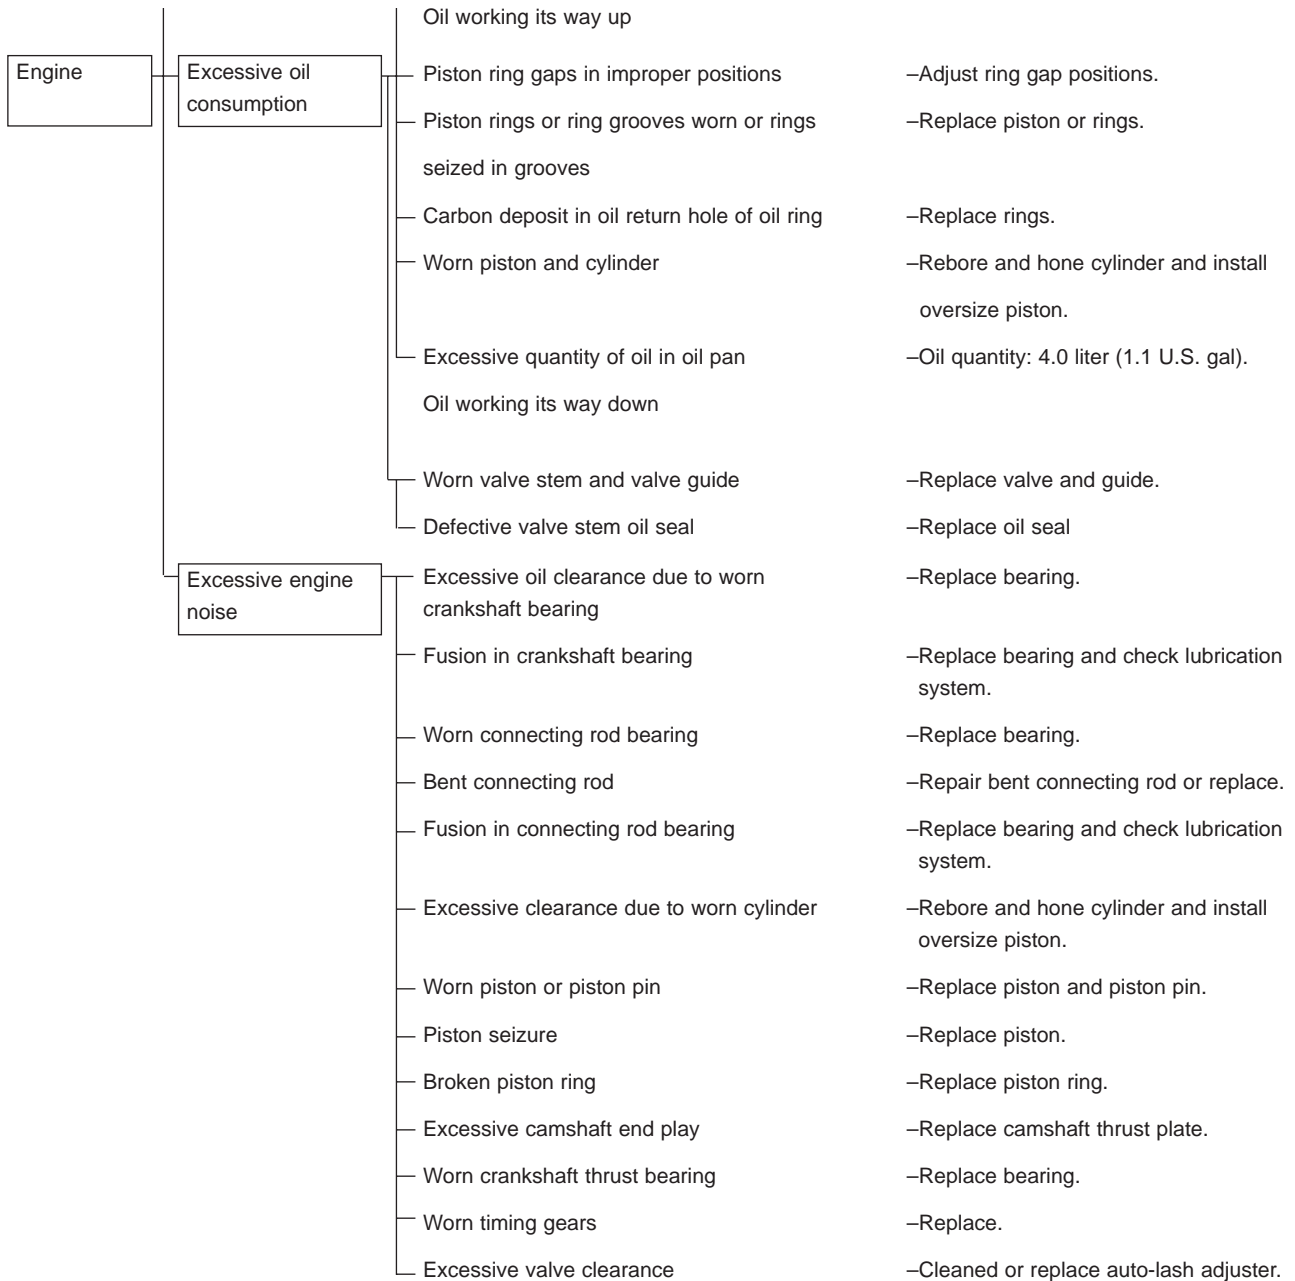 Oil working its way up
Engine
Excessive oil
consumption
Piston ring gaps in improper positions –Adjust ring gap positions.
Piston rings or ring grooves worn or rings –Replace piston or rings.
seized in grooves
Carbon deposit in oil return hole of oil ring –Replace rings.
Worn piston and cylinder –Rebore and hone cylinder and install
oversize piston.
Excessive quantity of oil in oil pan –Oil quantity: 4.0 liter (1.1 U.S. gal).
Oil working its way down
Worn valve stem and valve guide –Replace valve and guide.
Defective valve stem oil seal –Replace oil seal
Excessive engine
noise
Excessive oil clearance due to worn –Replace bearing.
crankshaft bearing
Fusion in crankshaft bearing –Replace bearing and check lubrication
system.
Worn connecting rod bearing –Replace bearing.
Bent connecting rod –Repair bent connecting rod or replace.
Fusion in connecting rod bearing –Replace bearing and check lubrication
system.
Excessive clearance due to worn cylinder –Rebore and hone cylinder and install
oversize piston.
Worn piston or piston pin –Replace piston and piston pin.
Piston seizure –Replace piston.
Broken piston ring –Replace piston ring.
Excessive camshaft end play –Replace camshaft thrust plate.
Worn crankshaft thrust bearing –Replace bearing.
Worn timing gears –Replace.
Excessive valve clearance –Cleaned or replace auto-lash adjuster.